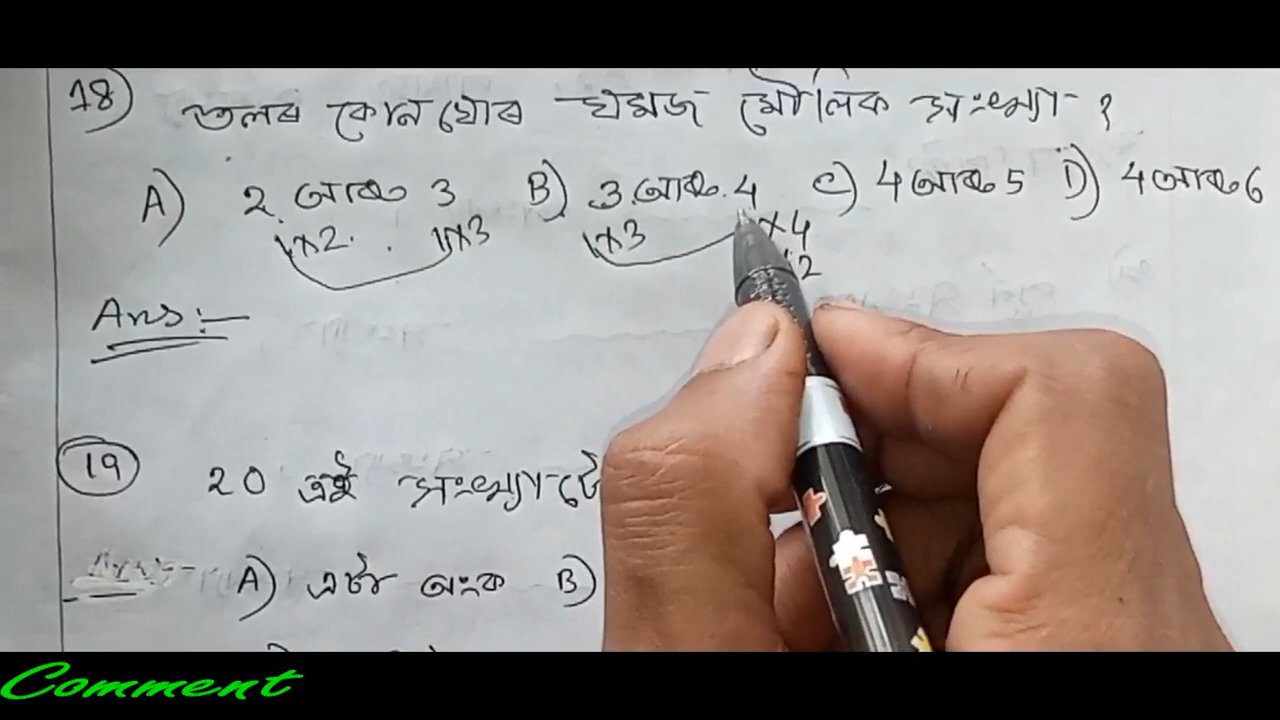 18) তলৰ কোন যোৰ যমজ মৌলিক সংখ্যা ?
A) 2 আৰু 3 B) 3 আৰু 4 C) 4 আৰু 5 D) 4 আৰু 6
1×2 1×3 1×3 ×4
2
Ans:-
19 20 এই সংখ্যাটো
A) এটা অংক B)
Comment